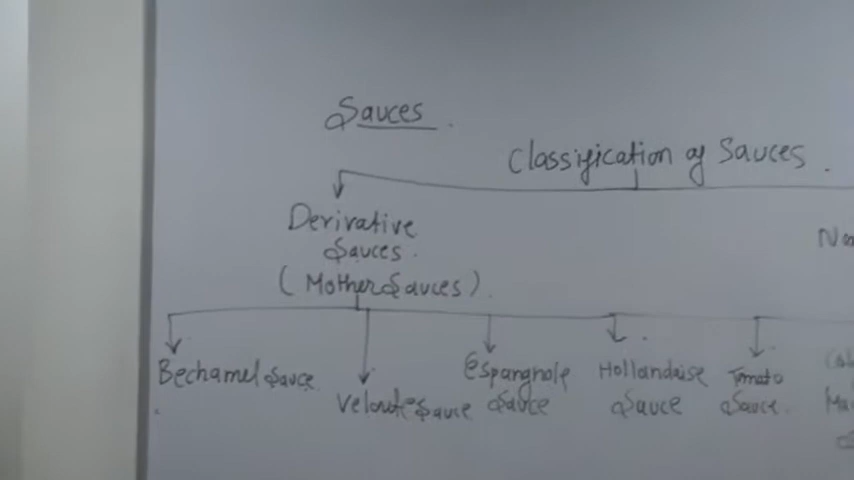 Sauces.
Classification of Sauces.
Derivative
Sauces.
(Mother Sauces).
Bechamel Sauce
Veloute Sauce
Espagnole
Sauce
Hollandaise
Sauce
Tomato
Sauce.